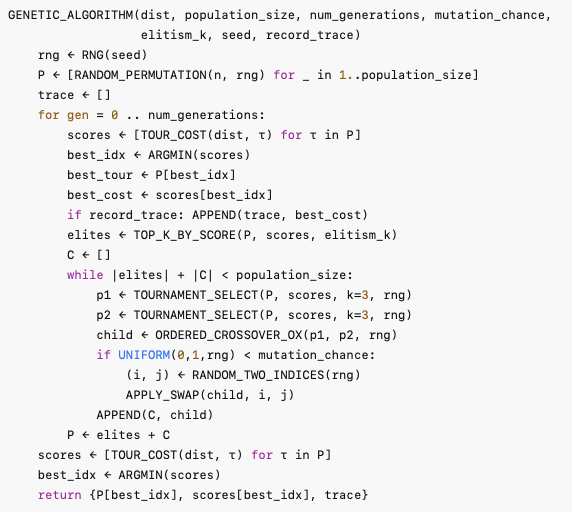 GENETIC_ALGORITHM(dist, population_size, num_generations, mutation_chance,
                  elitism_k, seed, record_trace)
    rng ← RNG(seed)
    P ← [RANDOM_PERMUTATION(n, rng) for _ in 1..population_size]
    trace ← []
    for gen = 0 .. num_generations:
        scores ← [TOUR_COST(dist, τ) for τ in P]
        best_idx ← ARGMIN(scores)
        best_tour ← P[best_idx]
        best_cost ← scores[best_idx]
        if record_trace: APPEND(trace, best_cost)
        elites ← TOP_K_BY_SCORE(P, scores, elitism_k)
        C ← []
        while |elites| + |C| < population_size:
            p1 ← TOURNAMENT_SELECT(P, scores, k=3, rng)
            p2 ← TOURNAMENT_SELECT(P, scores, k=3, rng)
            child ← ORDERED_CROSSOVER_OX(p1, p2, rng)
            if UNIFORM(0,1,rng) < mutation_chance:
                (i, j) ← RANDOM_TWO_INDICES(rng)
                APPLY_SWAP(child, i, j)
            APPEND(C, child)
        P ← elites + C
    scores ← [TOUR_COST(dist, τ) for τ in P]
    best_idx ← ARGMIN(scores)
    return {P[best_idx], scores[best_idx], trace}